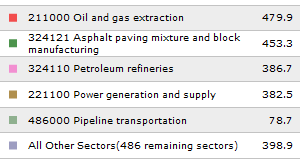 211000 Oil and gas extraction 479.9
324121 Asphalt paving mixture and block
manufacturing 453.3
324110 Petroleum refineries 386.7
221100 Power generation and supply 382.5
486000 Pipeline transportation 78.7
All Other Sectors(486 remaining sectors) 398.9